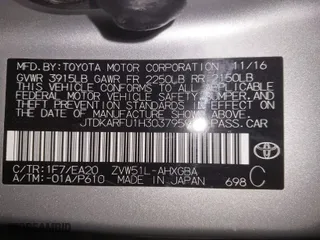 MFD.BY:TOYOTA MOTOR CORPORATION 11/16
GVWR 3915LB GAWR FR 2250LB RR 2150LB
THIS VEHICLE CONFORMS TO ALL APPLICABLE
FEDERAL MOTOR VEHICLE SAFETY, BUMPER, AND
THEFT PREVENTION STANDARDS IN EFFECT ON
THE DATE OF MANUFACTURE SHOWN ABOVE.
PASS.CAR
TOYOTA
C/TR:1F7/EA20 ZVW51L-AHXGBA
A/TM:-01A/P610 MADE IN JAPAN 698 C